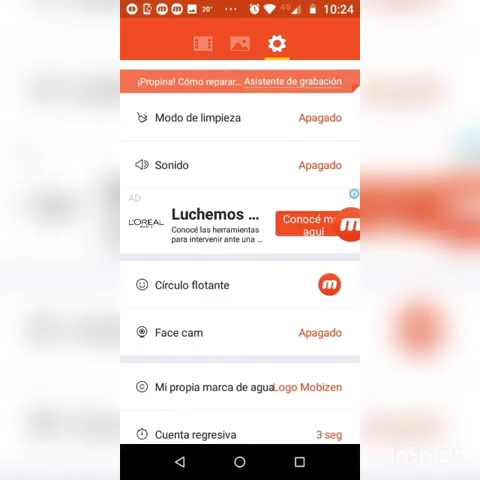 20°
4G
10:24
¡Propina! Cómo reparar... Asistente de grabación
Modo de limpieza Apagado
Sonido Apagado
AD
L'ORÉAL
Luchemos ...
Conocé las herramientas
para intervenir ante una ...
Conocé m
aquí
m
Círculo flotante
m
Face cam Apagado
Mi propia marca de agua Logo Mobizen
Cuenta regresiva 3 seg
InShOt